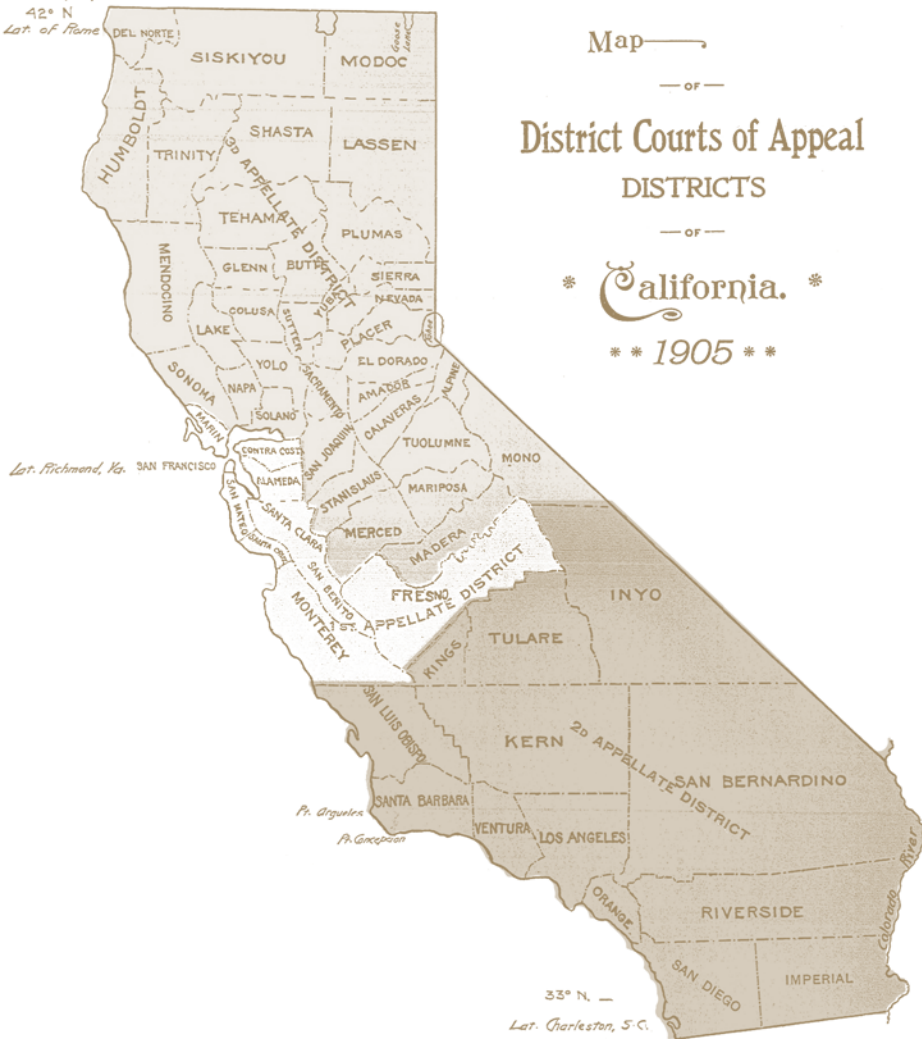 42° N
Lat. of Rome
Map
— OF —
District Courts of Appeal
DISTRICTS
— OF —
* California. *
* * 1905 * *
DEL NORTE
SISKIYOU
MODOC
Goose Lake
HUMBOLDT
TRINITY
SHASTA
LASSEN
3D APPELLATE DISTRICT
TEHAMA
PLUMAS
MENDOCINO
GLENN
BUTTE
SIERRA
YUBA
NEVADA
LAKE
COLUSA
SUTTER
PLACER
Tahoe
SONOMA
NAPA
YOLO
SACRAMENTO
EL DORADO
AMADOR
ALPINE
SOLANO
CALAVERAS
MARIN
SAN JOAQUIN
TUOLUMNE
MONO
CONTRA COSTA
Lat. Richmond, Va.
SAN FRANCISCO
ALAMEDA
STANISLAUS
MARIPOSA
SAN MATEO
SANTA CLARA
MERCED
MADERA
SANTA CRUZ
SAN BENITO
FRESNO
1ST. APPELLATE DISTRICT
MONTEREY
INYO
KINGS
TULARE
SAN LUIS OBISPO
KERN
2D APPELLATE DISTRICT
SAN BERNARDINO
SANTA BARBARA
Pt. Argueles
Pt. Concepcion
VENTURA
LOS ANGELES
ORANGE
RIVERSIDE
Colorado River
SAN DIEGO
IMPERIAL
33° N. —
Lat. Charleston, S.C.